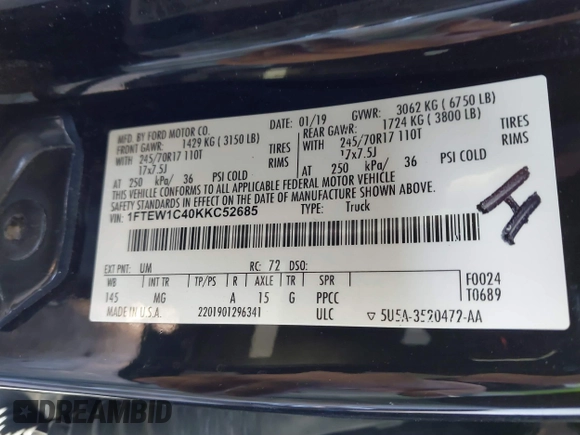 MFD. BY FORD MOTOR CO.
DATE: 01/19 GVWR: 3062 KG ( 6750 LB)
FRONT GAWR: 1429 KG ( 3150 LB)
REAR GAWR: 1724 KG ( 3800 LB)
WITH 245/70R17 110T TIRES
245/70R17 110T TIRES
17x7.5J RIMS
17x7.5J RIMS
AT 250 kPa/ 36 PSI COLD
AT 250 kPa/ 36 PSI COLD
THIS VEHICLE CONFORMS TO ALL APPLICABLE FEDERAL MOTOR VEHICLE
SAFETY STANDARDS IN EFFECT ON THE DATE OF MANUFACTURE SHOWN ABOVE.
VIN: 1FTEW1C40KKC52685 TYPE: Truck
H
EXT PNT: UM RC: 72 DSO:
WB INT TR TP/PS R AXLE TR SPR F0024
145 MG A 15 G PPCC T0689
MADE IN U.S.A. 2201901296341 ULC ▽ 5U5A-3520472-AA
DREAMBID